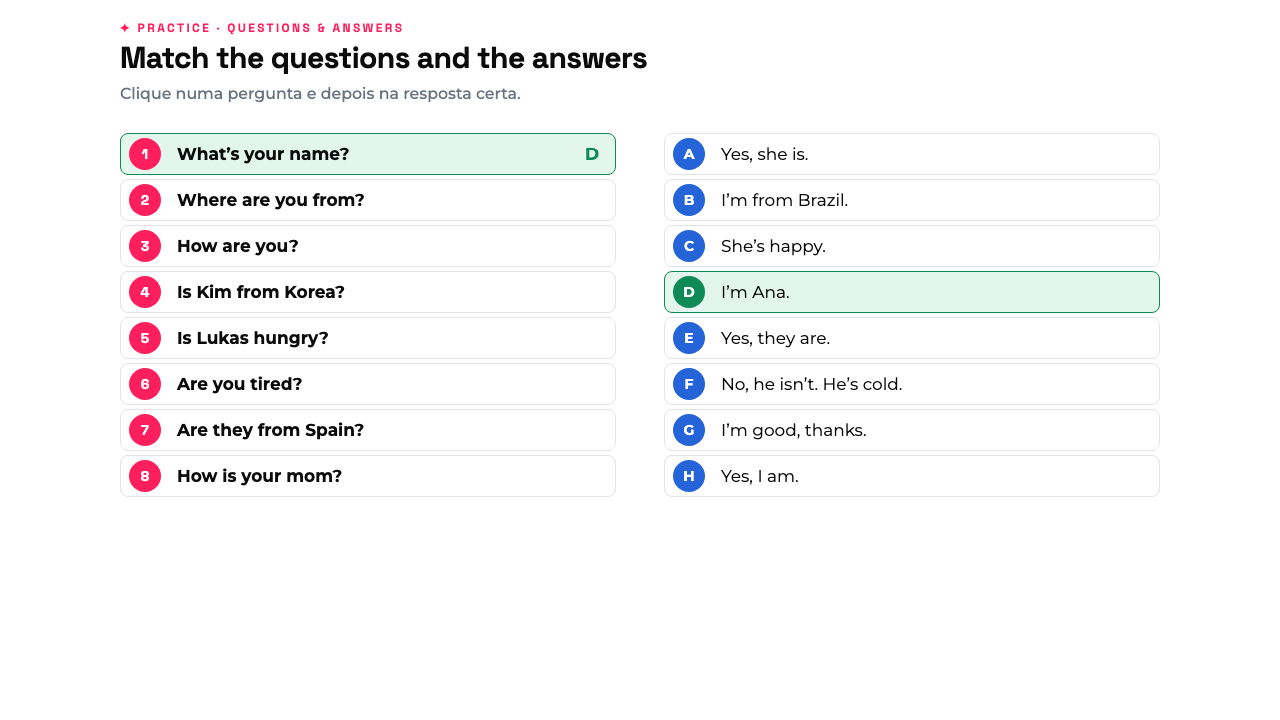 ✦ PRACTICE · QUESTIONS & ANSWERS
Match the questions and the answers
Clique numa pergunta e depois na resposta certa.
1 What’s your name? D
2 Where are you from?
3 How are you?
4 Is Kim from Korea?
5 Is Lukas hungry?
6 Are you tired?
7 Are they from Spain?
8 How is your mom?
A Yes, she is.
B I’m from Brazil.
C She’s happy.
D I’m Ana.
E Yes, they are.
F No, he isn’t. He’s cold.
G I’m good, thanks.
H Yes, I am.